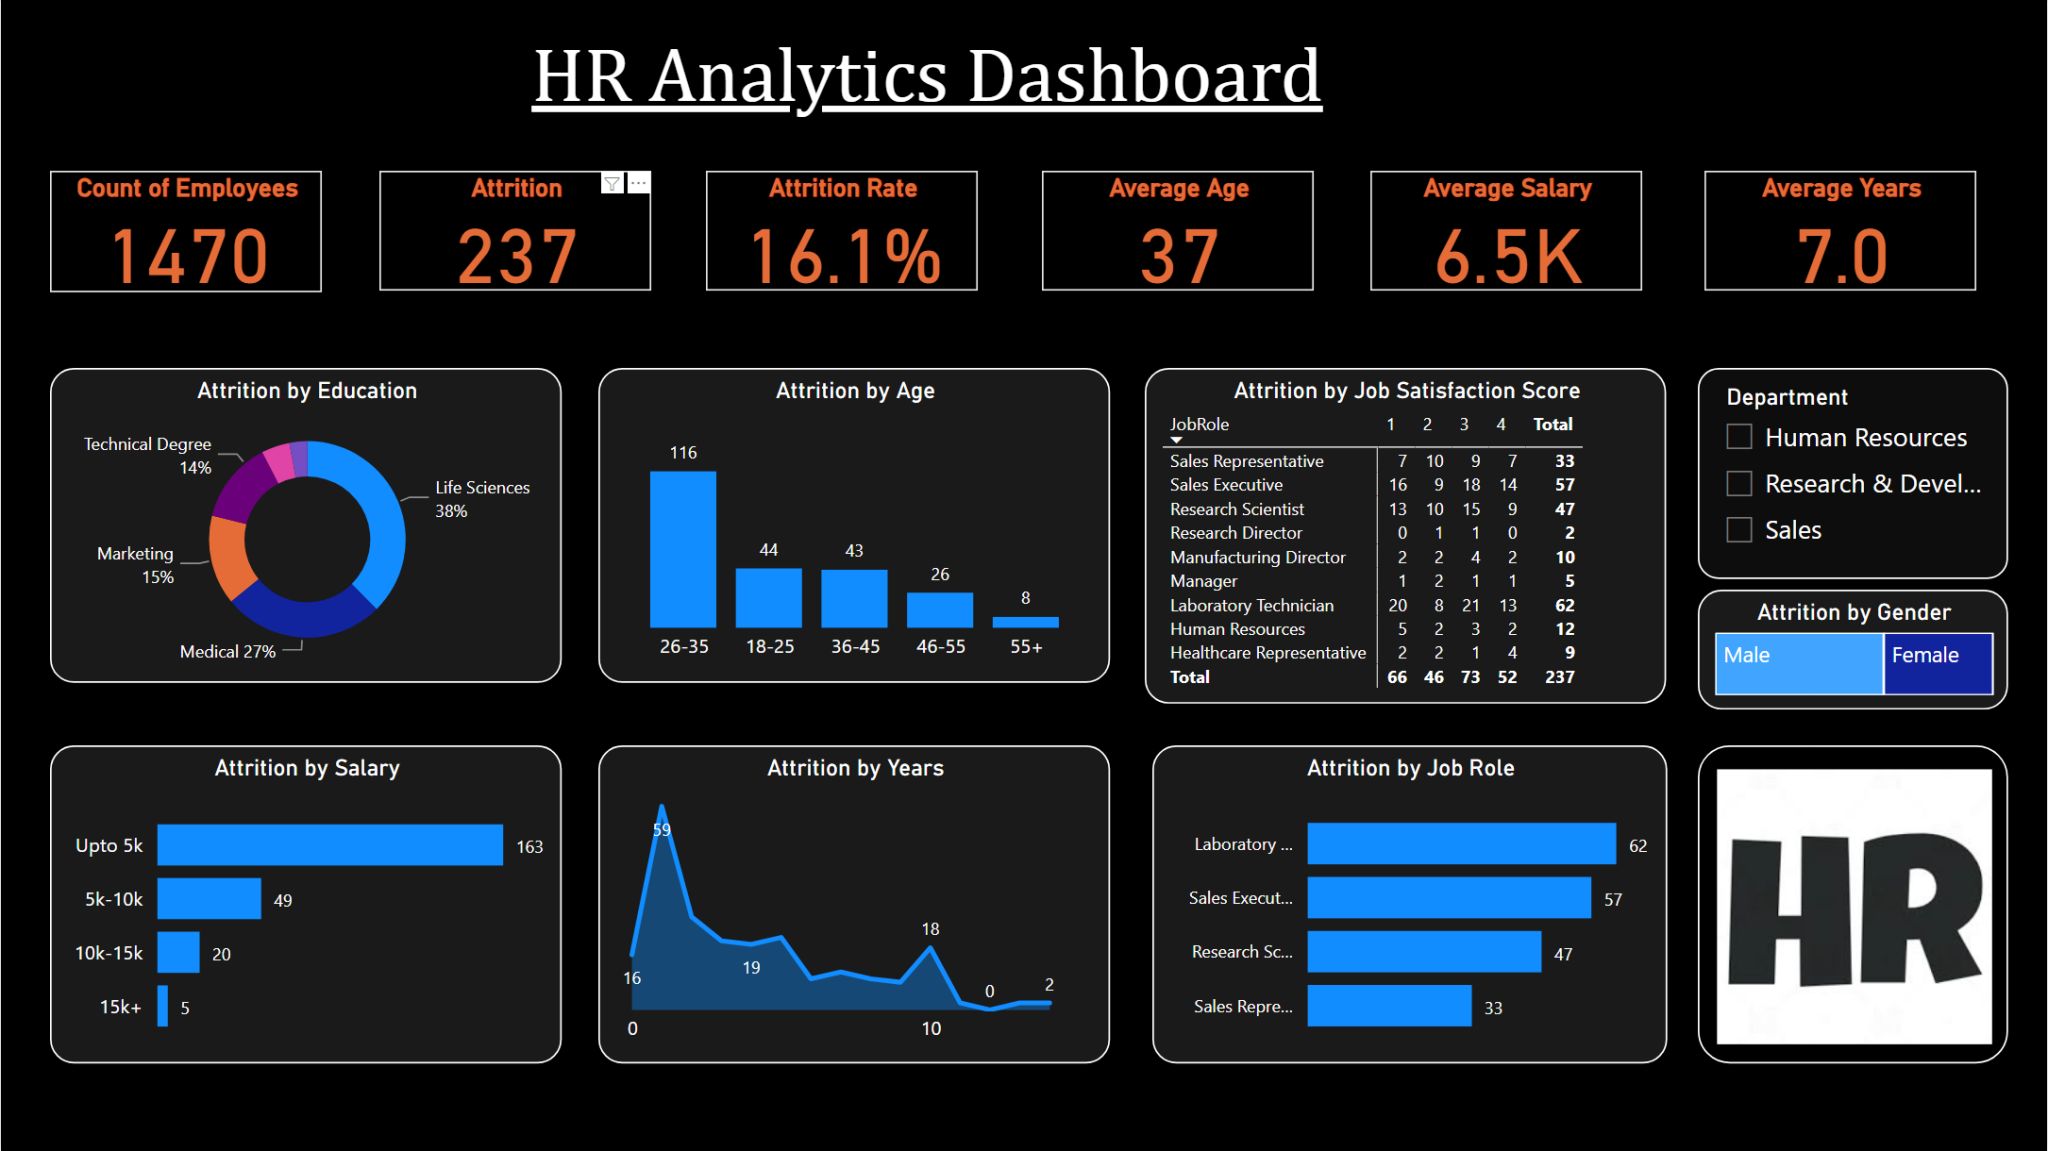 HR Analytics Dashboard
Count of Employees
1470
Attrition
237
Attrition Rate
16.1%
Average Age
37
Average Salary
6.5K
Average Years
7.0
Attrition by Education
Technical Degree
14%
Life Sciences
38%
Marketing
15%
Medical 27%
Attrition by Age
116
44
43
26
8
26-35 18-25 36-45 46-55 55+
Attrition by Job Satisfaction Score
JobRole 1 2 3 4 Total
Sales Representative 7 10 9 7 33
Sales Executive 16 9 18 14 57
Research Scientist 13 10 15 9 47
Research Director 0 1 1 0 2
Manufacturing Director 2 2 4 2 10
Manager 1 2 1 1 5
Laboratory Technician 20 8 21 13 62
Human Resources 5 2 3 2 12
Healthcare Representative 2 2 1 4 9
Total 66 46 73 52 237
Department
Human Resources
Research & Devel...
Sales
Attrition by Gender
Male Female
Attrition by Salary
Upto 5k 163
5k-10k 49
10k-15k 20
15k+ 5
Attrition by Years
59
18
19
16
0
2
0 10
Attrition by Job Role
Laboratory ... 62
Sales Execut... 57
Research Sc... 47
Sales Repre... 33
HR